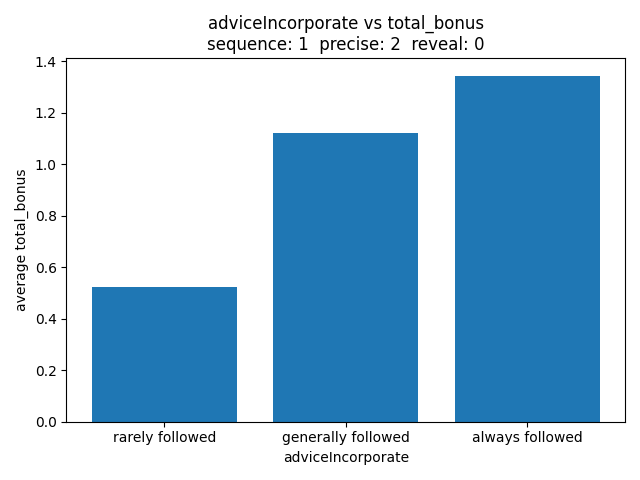 adviceIncorporate vs total_bonus
sequence: 1  precise: 2  reveal: 0
average total_bonus
1.4
1.2
1.0
0.8
0.6
0.4
0.2
0.0
rarely followed
generally followed
always followed
adviceIncorporate